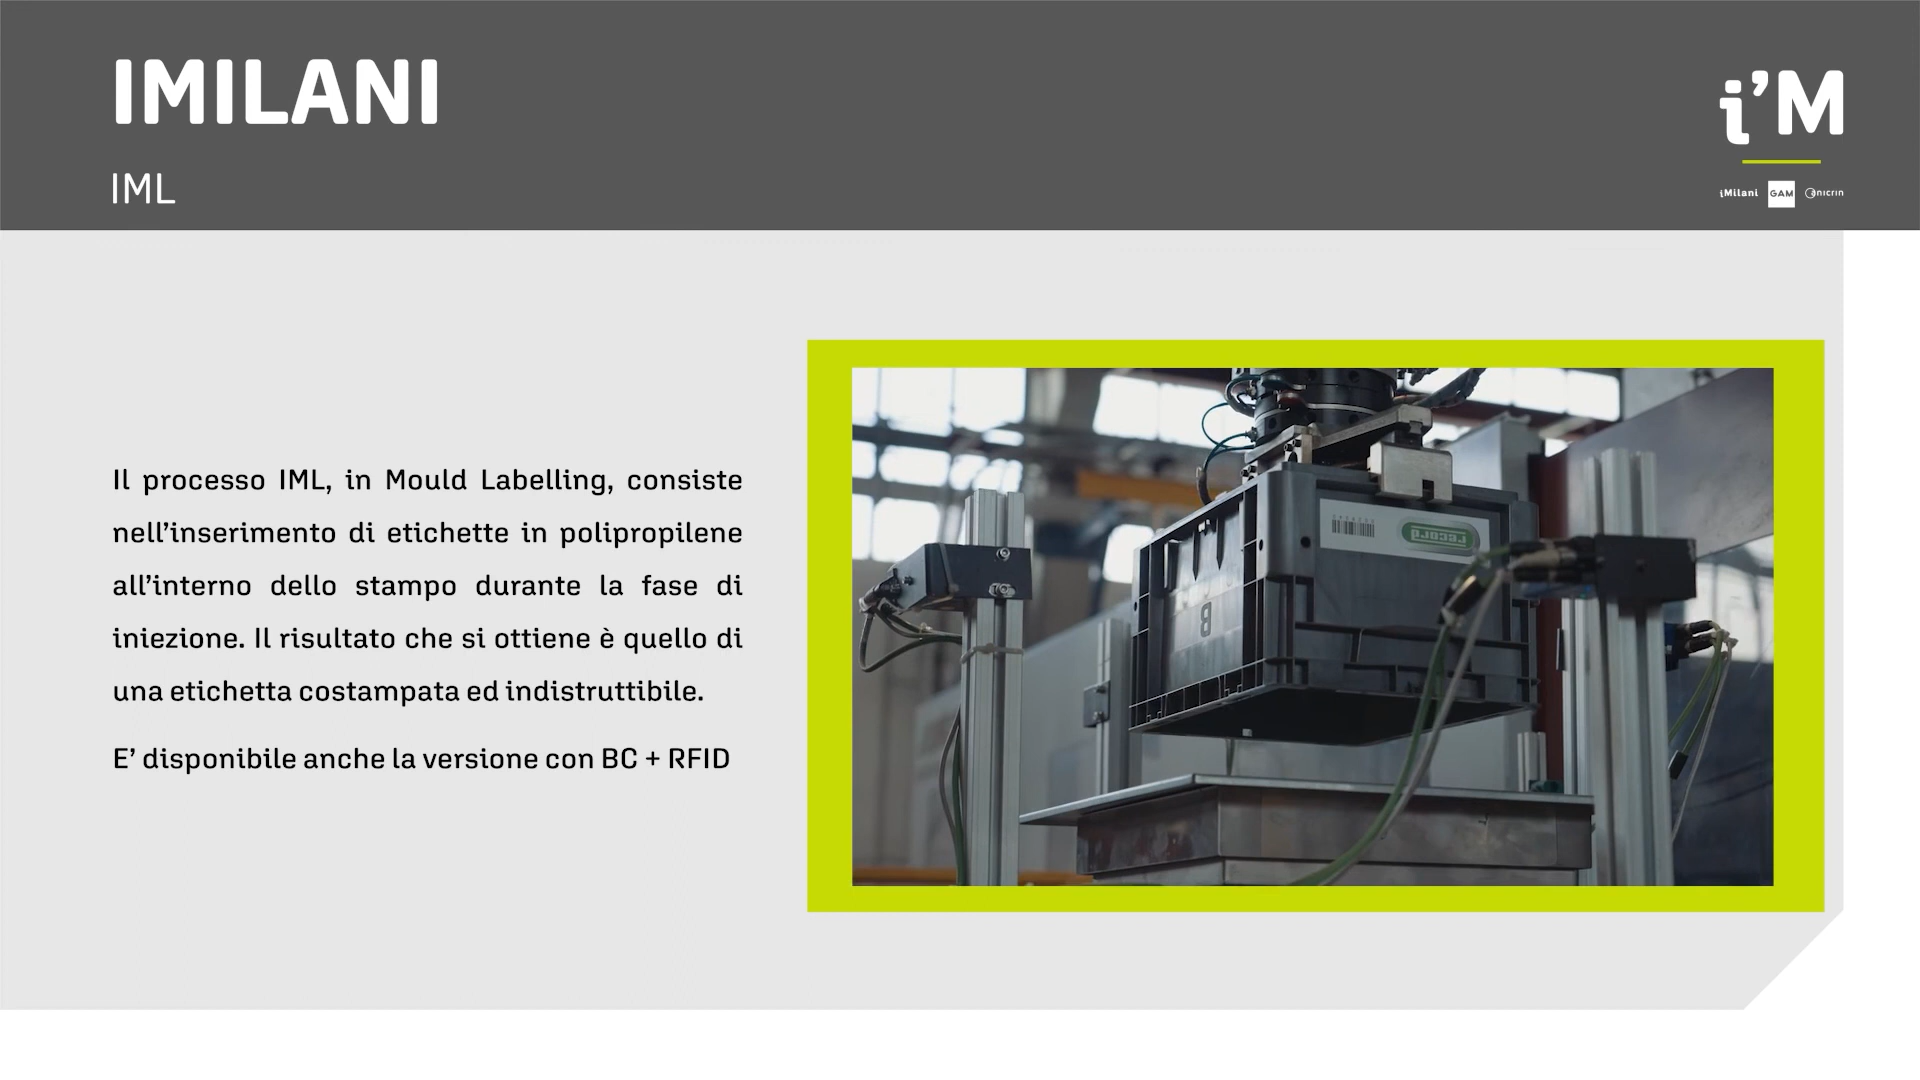 IMILANI
IML
i'M
iMilani GAM Onicrin
Il processo IML, in Mould Labelling, consiste
nell'inserimento di etichette in polipropilene
all'interno dello stampo durante la fase di
iniezione. Il risultato che si ottiene è quello di
una etichetta costampata ed indistruttibile.
E' disponibile anche la versione con BC + RFID
record
B